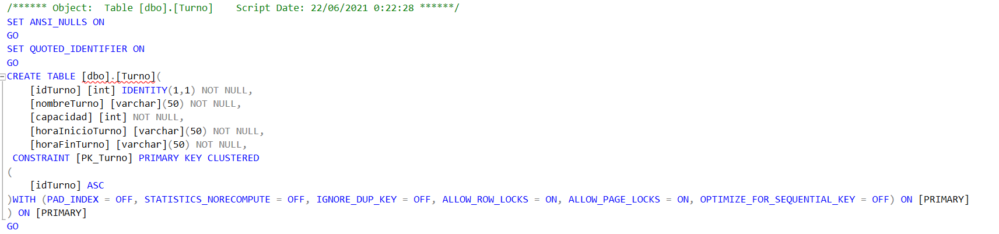 /****** Object:  Table [dbo].[Turno]    Script Date: 22/06/2021 0:22:28 ******/
SET ANSI_NULLS ON
GO
SET QUOTED_IDENTIFIER ON
GO
CREATE TABLE [dbo].[Turno](
    [idTurno] [int] IDENTITY(1,1) NOT NULL,
    [nombreTurno] [varchar](50) NOT NULL,
    [capacidad] [int] NOT NULL,
    [horaInicioTurno] [varchar](50) NOT NULL,
    [horaFinTurno] [varchar](50) NOT NULL,
 CONSTRAINT [PK_Turno] PRIMARY KEY CLUSTERED
(
    [idTurno] ASC
)WITH (PAD_INDEX = OFF, STATISTICS_NORECOMPUTE = OFF, IGNORE_DUP_KEY = OFF, ALLOW_ROW_LOCKS = ON, ALLOW_PAGE_LOCKS = ON, OPTIMIZE_FOR_SEQUENTIAL_KEY = OFF) ON [PRIMARY]
) ON [PRIMARY]
GO